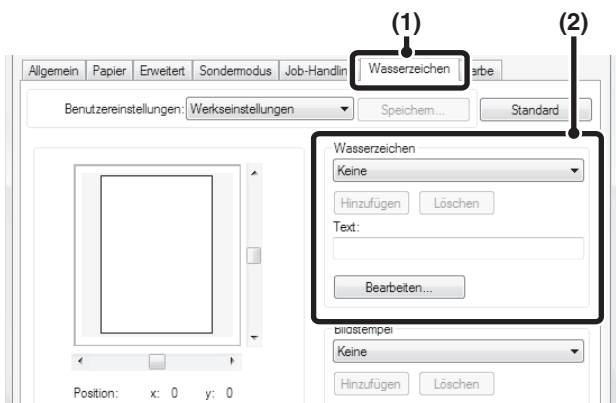 (1) (2)
Allgemein Papier Erweitert Sondermodus Job-Handlin Wasserzeichen arbe
Benutzereinstellungen: Werkseinstellungen Speichern... Standard
Wasserzeichen
Keine
Hinzufügen Löschen
Text:
Bearbeiten...
Bildstempel
Keine
Hinzufügen Löschen
Position: x: 0 y: 0